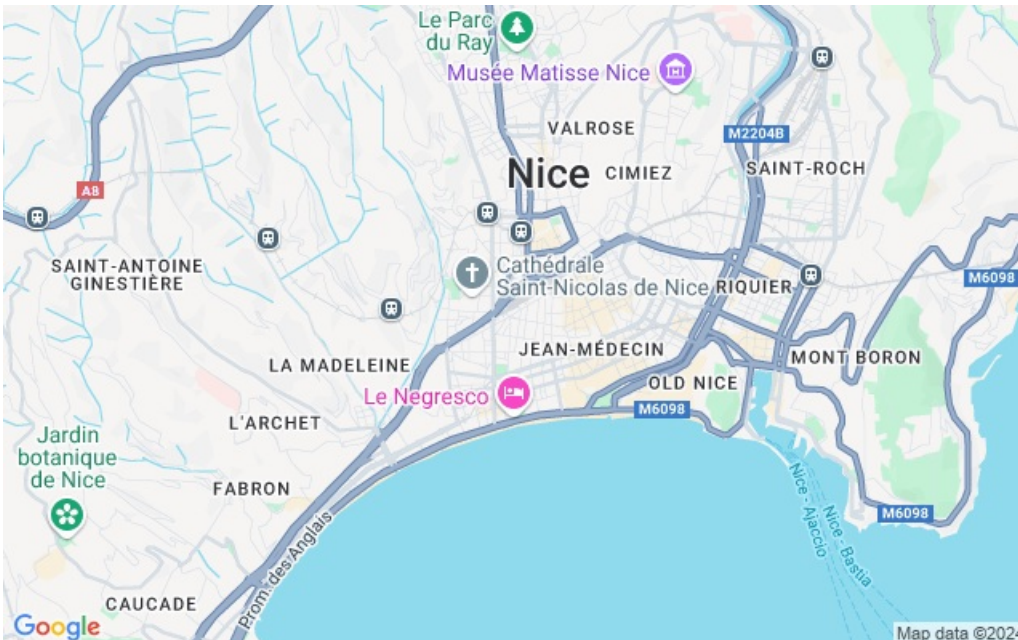 Le Parc
du Ray
Musée Matisse Nice
VALROSE
M2204B
Nice
CIMIEZ
SAINT-ROCH
A8
SAINT-ANTOINE
GINESTIÈRE
Cathédrale
Saint-Nicolas de Nice
RIQUIER
M6098
JEAN-MÉDECIN
MONT BORON
LA MADELEINE
Le Negresco
OLD NICE
M6098
L'ARCHET
Jardin
botanique
de Nice
FABRON
Nice - Ajaccio
Nice - Bastia
M6098
Prom. des Anglais
CAUCADE
Google
Map data ©2024